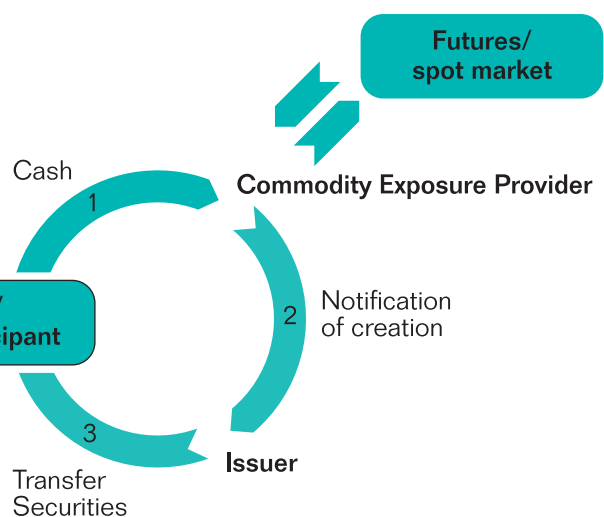 Futures/
spot market
Cash
1
Commodity Exposure Provider
2
Notification
of creation
3
Issuer
Transfer
Securities